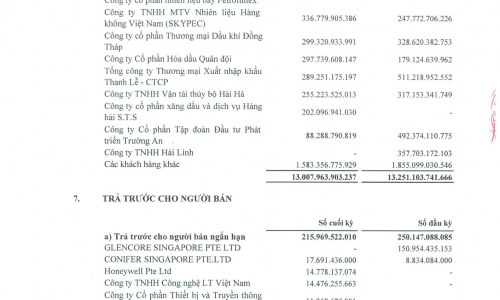 Công ty cổ phần nhiên liệu bay Petrolimex
Công ty TNHH MTV Nhiên liệu Hàng
không Việt Nam (SKYPEC) 336.779.905.386 247.772.706.226
Công ty cổ phần Thương mại Dầu khí Đồng
Tháp 299.320.933.991 328.620.382.753
Công ty Cổ phần Hóa dầu Quân đội 297.739.608.147 179.124.639.962
Tổng công ty Thương mại Xuất nhập khẩu
Thanh Lễ - CTCP 289.251.175.197 511.218.952.552
Công ty TNHH Vận tải thủy bộ Hải Hà 255.223.525.013 317.153.341.749
Công ty cổ phần xăng dầu và dịch vụ Hàng
hải S.T.S 202.096.941.030 -
Công ty Cổ phần Tập đoàn Đầu tư Phát
triển Trường An 88.288.790.819 492.374.110.775
Công ty TNHH Hải Linh - 357.703.172.103
Các khách hàng khác 1.583.356.775.929 1.855.099.030.546
13.007.963.903.237 13.251.103.741.666
7. TRẢ TRƯỚC CHO NGƯỜI BÁN
Số cuối kỳ Số đầu kỳ
a) Trả trước cho người bán ngắn hạn 215.969.522.010 250.147.088.085
GLENCORE SINGAPORE PTE LTD - 150.954.435.153
CONIFER SINGAPORE PTE.LTD 17.691.436.000 8.834.084.000
Honeywell Pte Ltd 14.778.137.074 -
Công ty TNHH Công nghệ LT Việt Nam 14.476.255.663 -
Công ty Cổ phần Thiết bị và Truyền thông